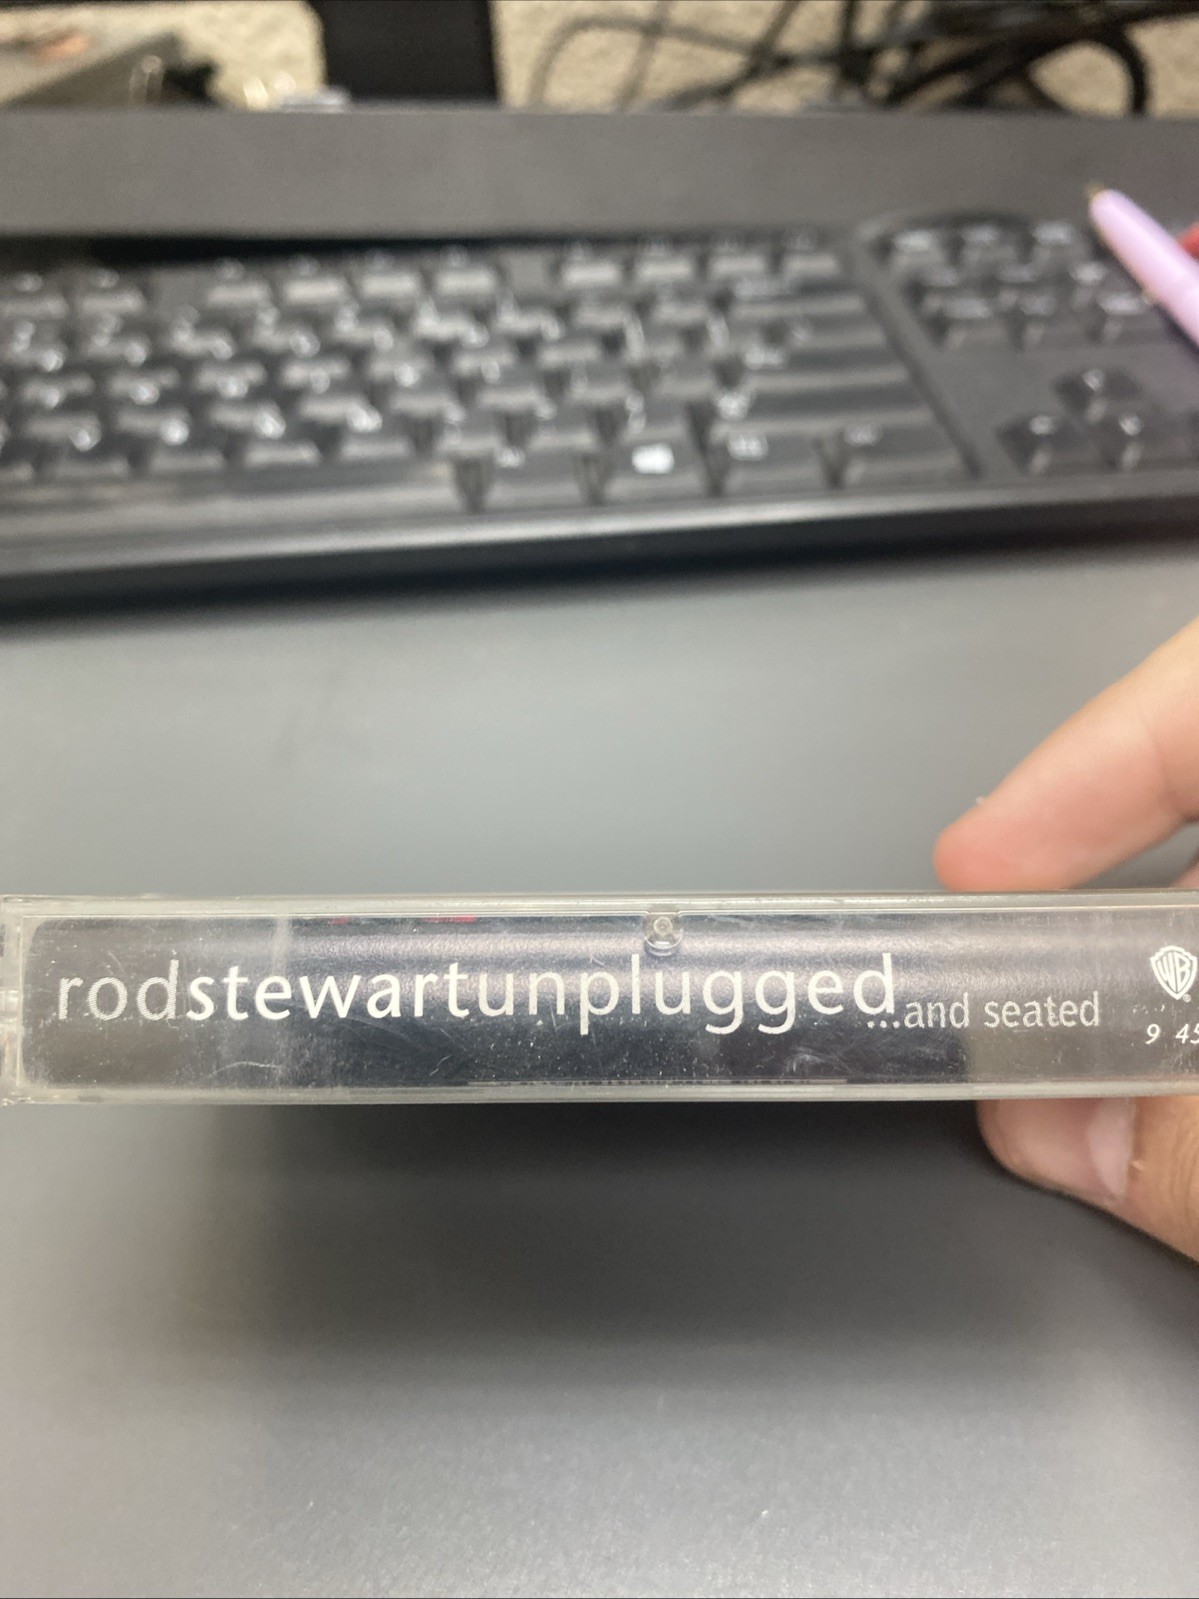 rodstewartunplugged...and seated
WB
9 45